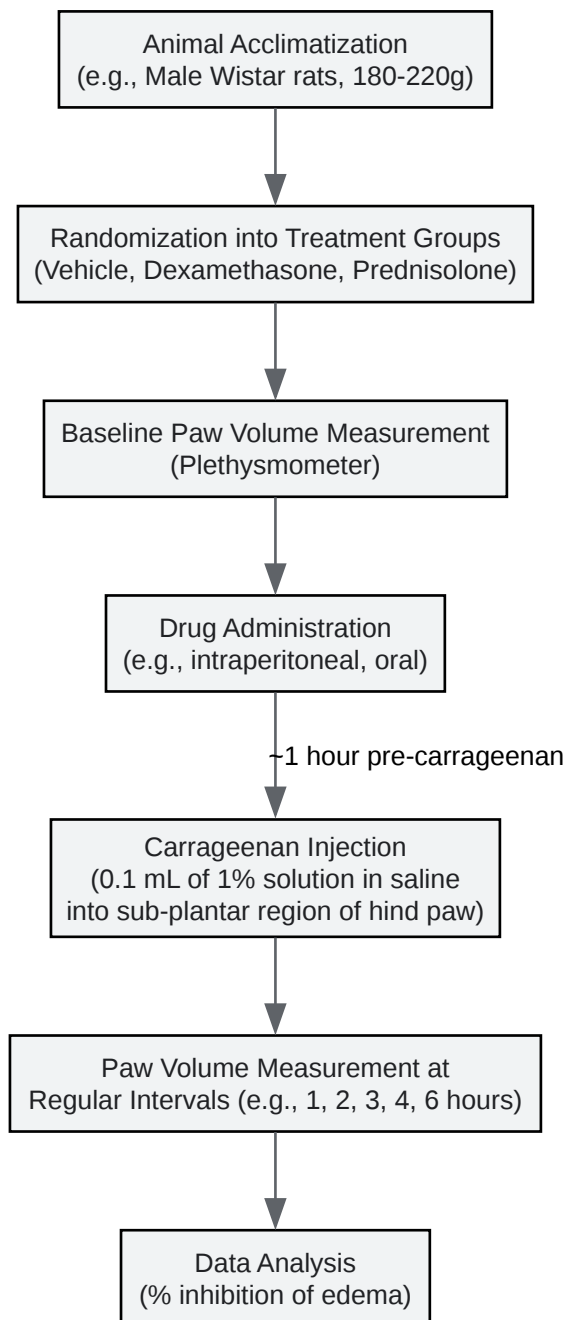 Animal Acclimatization
(e.g., Male Wistar rats, 180-220g)
Randomization into Treatment Groups
(Vehicle, Dexamethasone, Prednisolone)
Baseline Paw Volume Measurement
(Plethysmometer)
Drug Administration
(e.g., intraperitoneal, oral)
~1 hour pre-carrageenan
Carrageenan Injection
(0.1 mL of 1% solution in saline
into sub-plantar region of hind paw)
Paw Volume Measurement at
Regular Intervals (e.g., 1, 2, 3, 4, 6 hours)
Data Analysis
(% inhibition of edema)